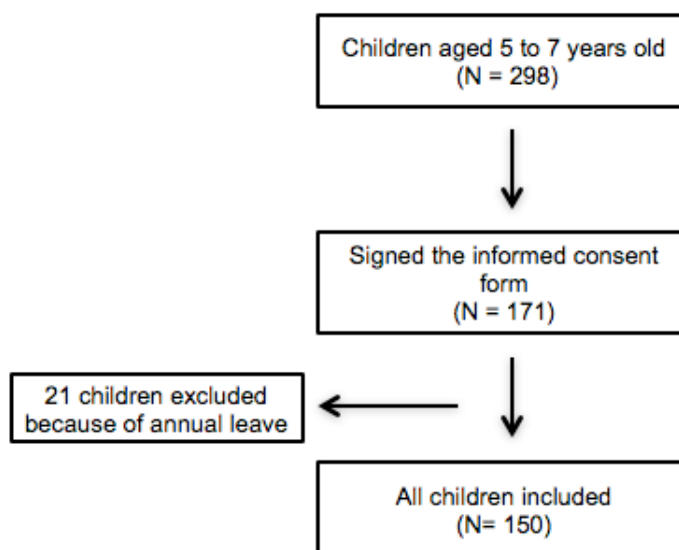 Children aged 5 to 7 years old
(N = 298)
Signed the informed consent
form
(N = 171)
21 children excluded
because of annual leave
All children included
(N= 150)